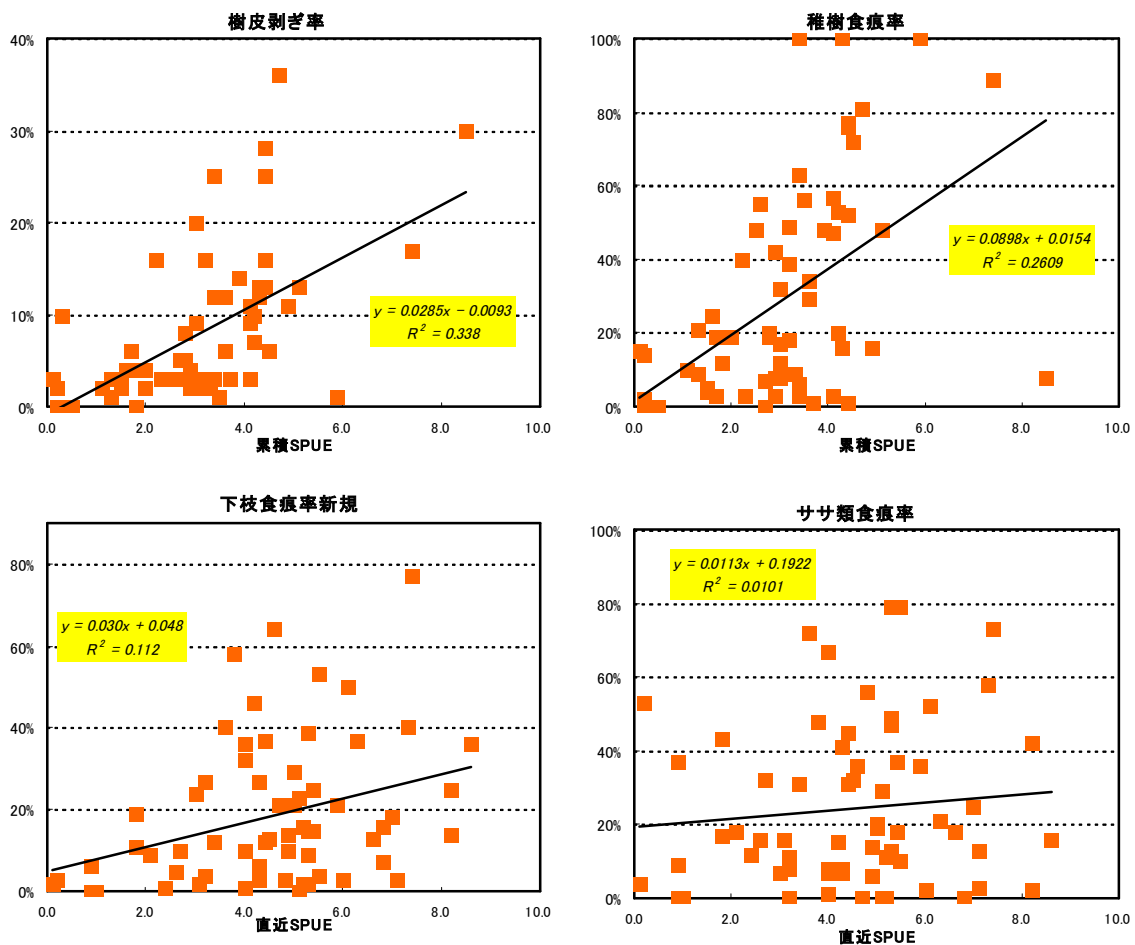 樹皮剥ぎ率
40%
30%
20%
10%
0%
0.0 2.0 4.0 6.0 8.0 10.0
累積SPUE
y = 0.0285x − 0.0093
R² = 0.338
稚樹食痕率
100%
80%
60%
40%
20%
0%
0.0 2.0 4.0 6.0 8.0 10.0
累積SPUE
y = 0.0898x + 0.0154
R² = 0.2609
下枝食痕率新規
80%
60%
40%
20%
0%
0.0 2.0 4.0 6.0 8.0 10.0
直近SPUE
y = 0.030x + 0.048
R² = 0.112
ササ類食痕率
100%
80%
60%
40%
20%
0%
0.0 2.0 4.0 6.0 8.0 10.0
直近SPUE
y = 0.0113x + 0.1922
R² = 0.0101